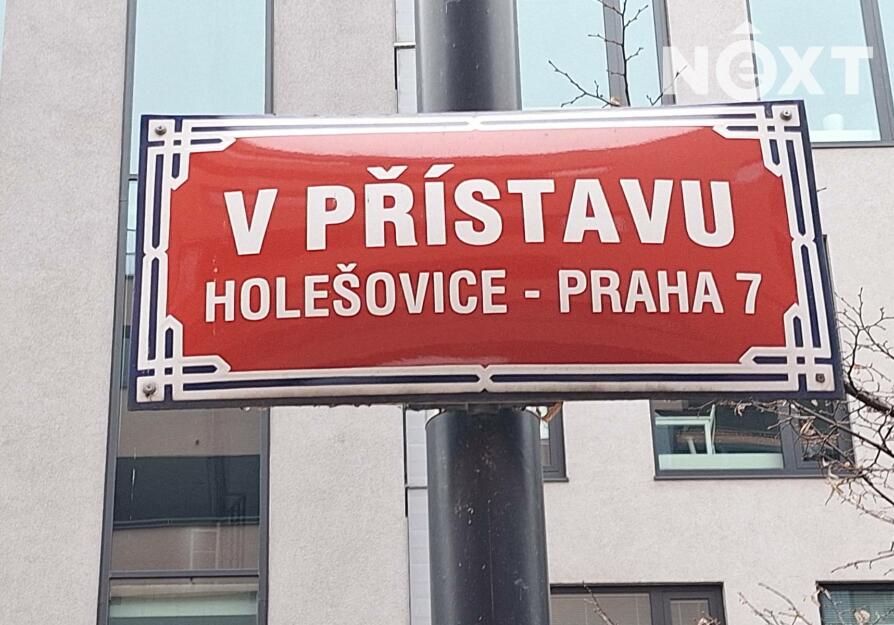 NEXT
V PŘÍSTAVU
HOLEŠOVICE - PRAHA 7